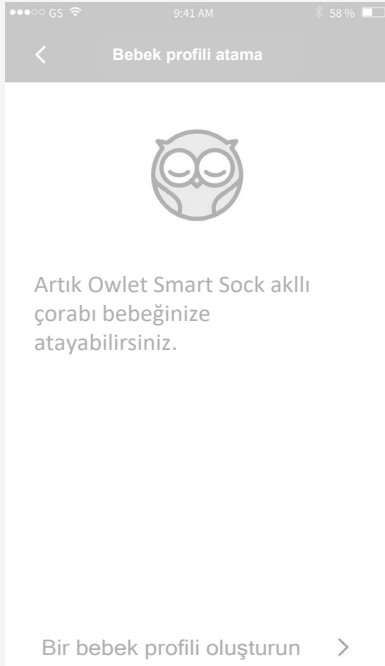 GS 9:41 AM 58 %
Bebek profili atama
Artık Owlet Smart Sock akllı
çorabı bebeğinize
atayabilirsiniz.
Bir bebek profili oluşturun